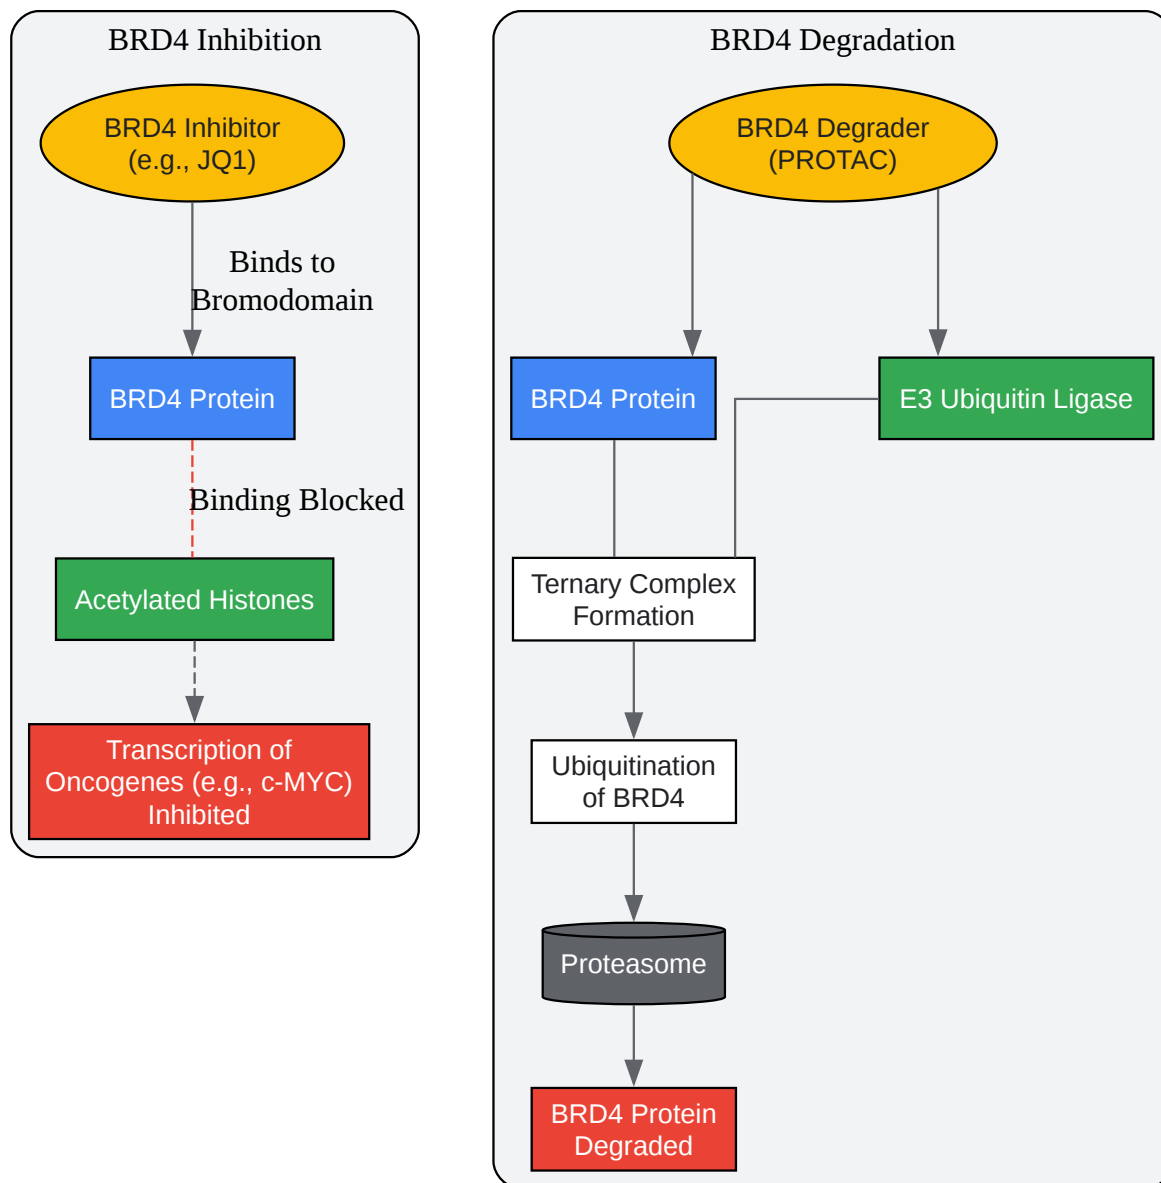 BRD4 Inhibition
BRD4 Inhibitor
(e.g., JQ1)
Binds to
Bromodomain
BRD4 Protein
Binding Blocked
Acetylated Histones
Transcription of
Oncogenes (e.g., c-MYC)
Inhibited
BRD4 Degradation
BRD4 Degrader
(PROTAC)
BRD4 Protein
E3 Ubiquitin Ligase
Ternary Complex
Formation
Ubiquitination
of BRD4
Proteasome
BRD4 Protein
Degraded